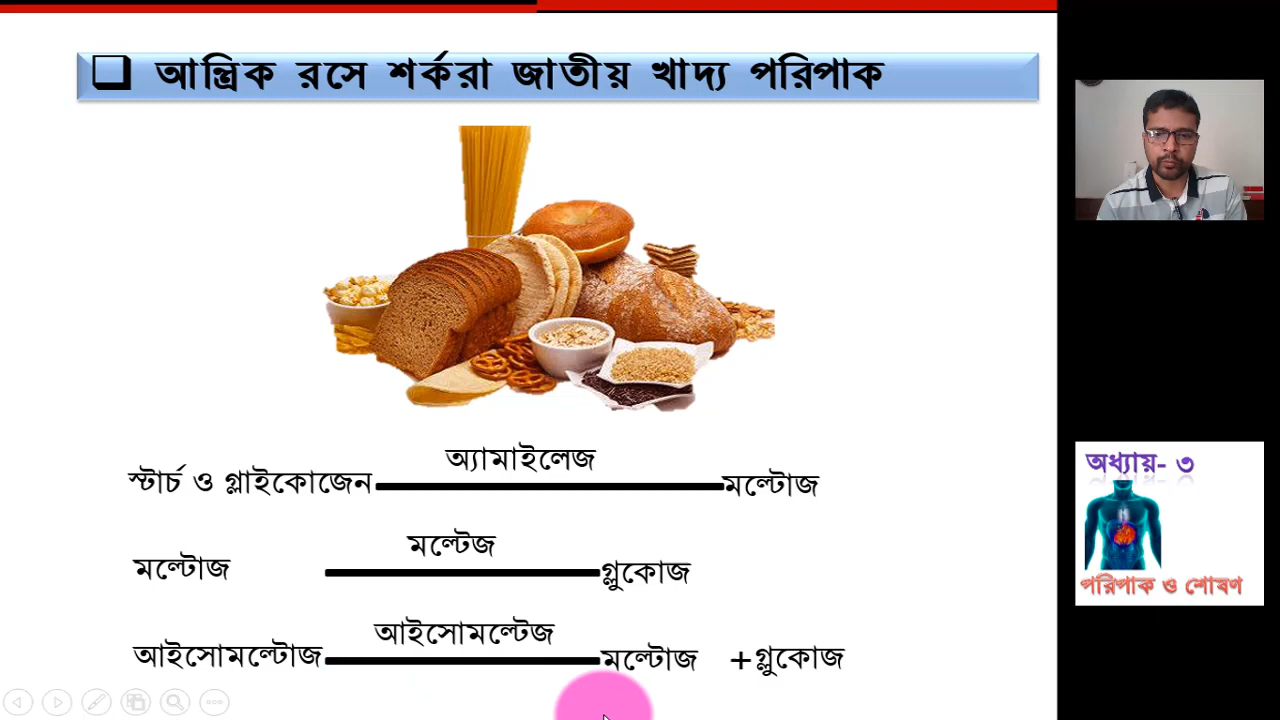 ❑ আন্ত্রিক রসে শর্করা জাতীয় খাদ্য পরিপাক
অ্যামাইলেজ
স্টার্চ ও গ্লাইকোজেন মল্টোজ
মল্টেজ
মল্টোজ গ্লুকোজ
আইসোমল্টেজ
আইসোমল্টোজ মল্টোজ +গ্লুকোজ
অধ্যায়- ৩
পরিপাক ও শোষণ